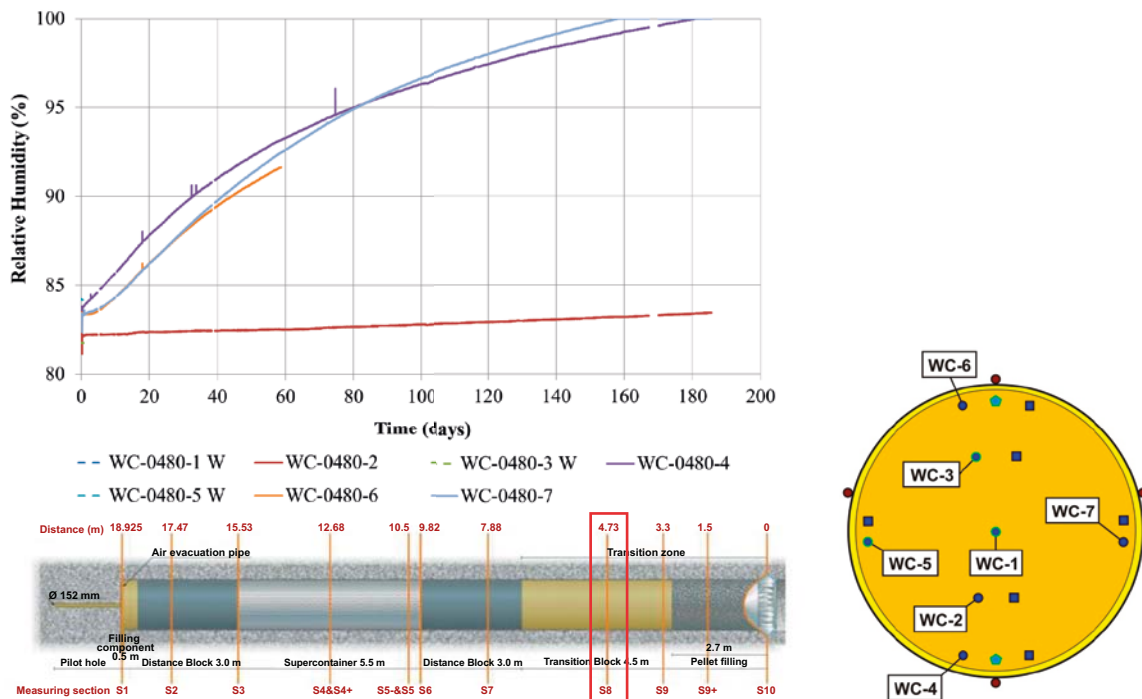 100
95
90
85
80
Relative Humidity (%)
0 20 40 60 80 100 120 140 160 180 200
Time (days)
WC-0480-1 W WC-0480-2 WC-0480-3 W WC-0480-4
WC-0480-5 W WC-0480-6 WC-0480-7
Distance (m) 18.925 17.47 15.53 12.68 10.5 9.82 7.88 4.73 3.3 1.5 0
Air evacuation pipe Transition zone
Ø 152 mm
Filling
component
0.5 m
2.7 m
Pilot hole Distance Block 3.0 m Supercontainer 5.5 m Distance Block 3.0 m Transition Block 4.5 m Pellet filling
Measuring section S1 S2 S3 S4&S4+ S5-&S5 S6 S7 S8 S9 S9+ S10
WC-6
WC-3
WC-7
WC-5
WC-1
WC-2
WC-4